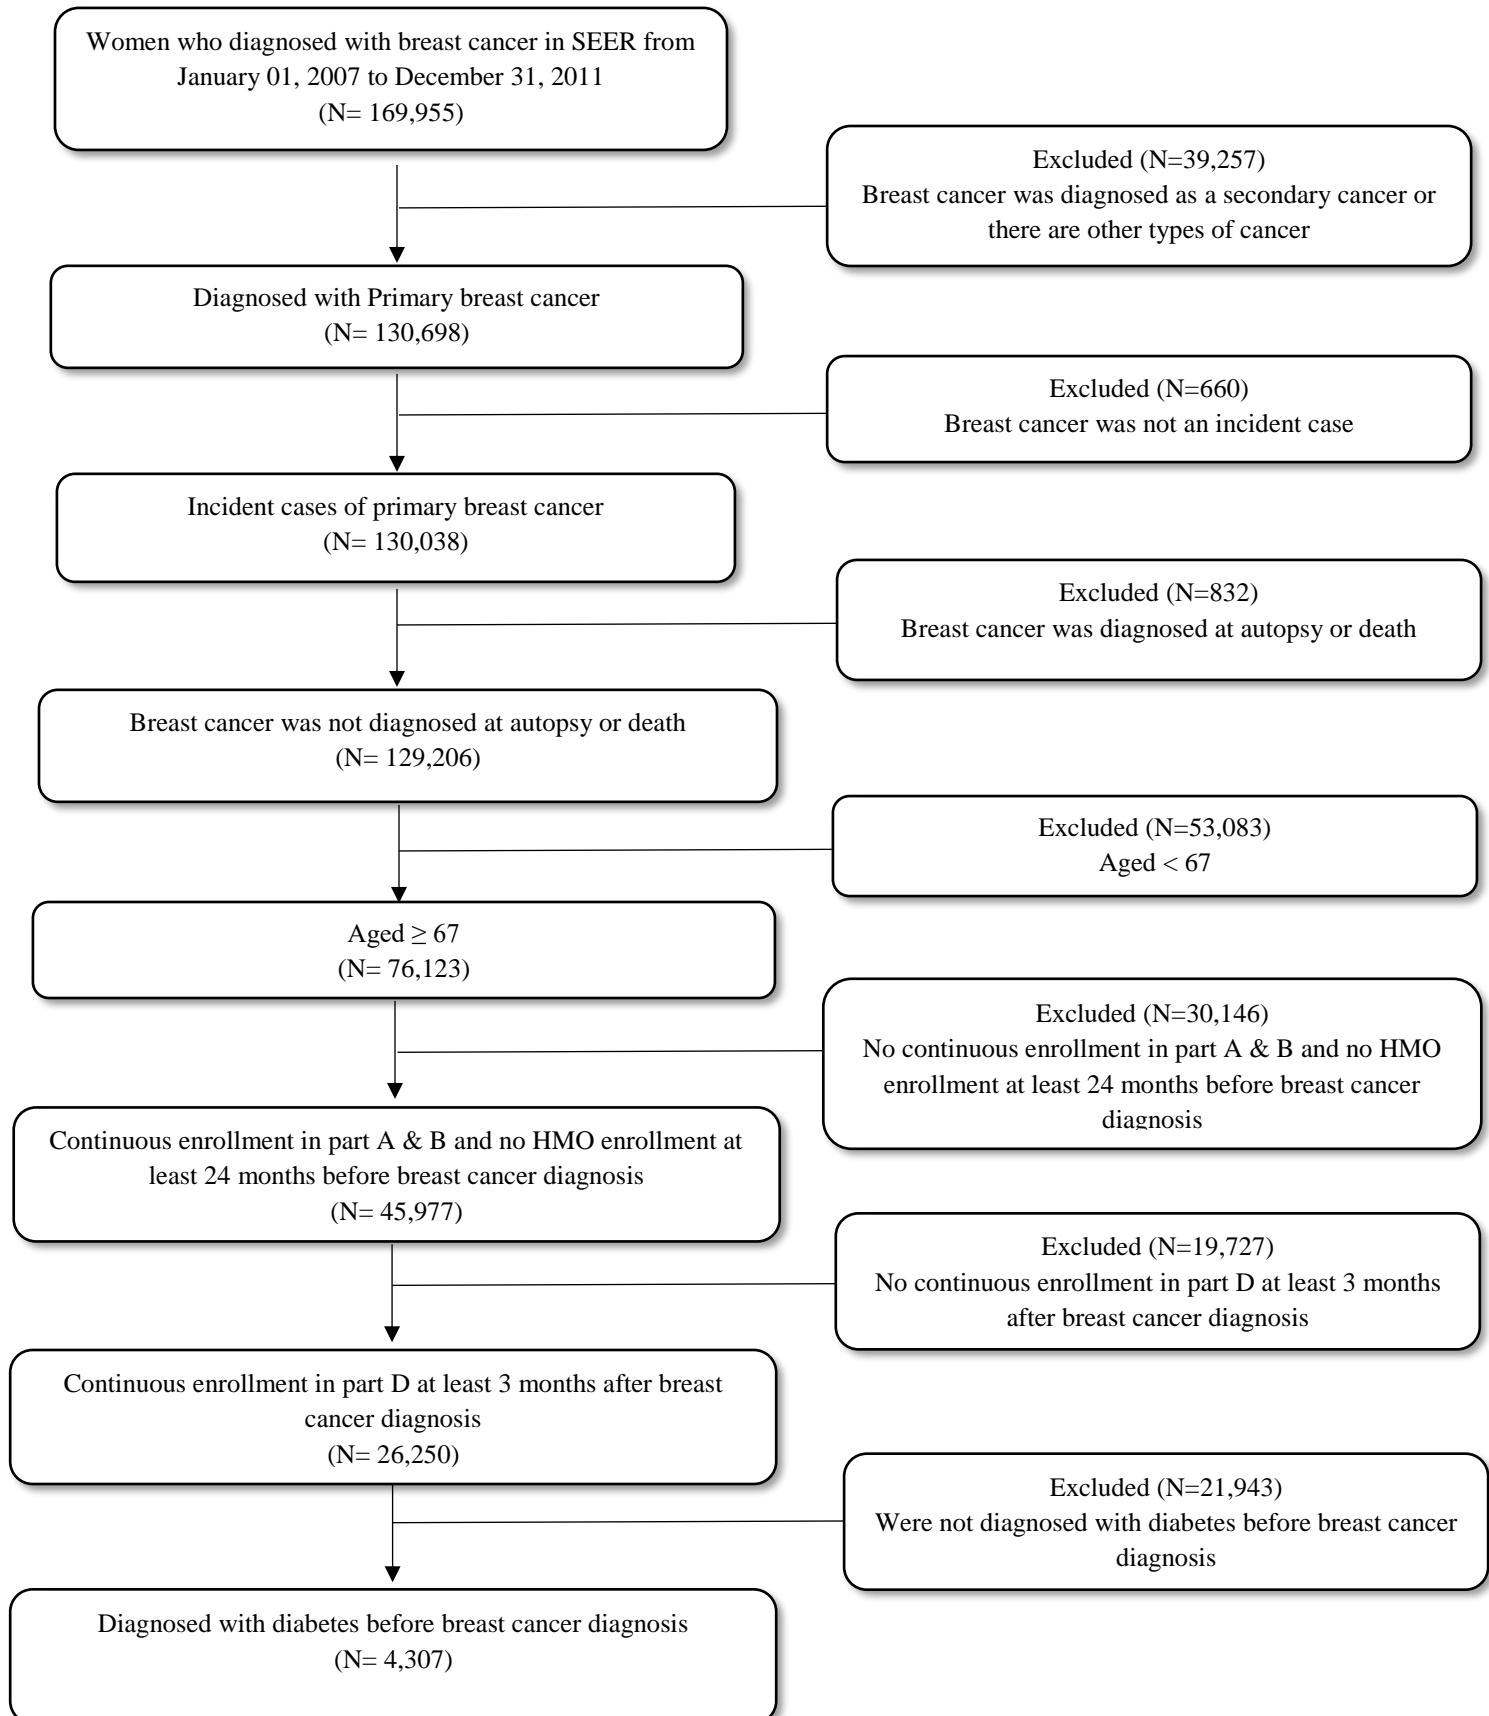 Women who diagnosed with breast cancer in SEER from
January 01, 2007 to December 31, 2011
(N= 169,955)
Excluded (N=39,257)
Breast cancer was diagnosed as a secondary cancer or
there are other types of cancer
Diagnosed with Primary breast cancer
(N= 130,698)
Excluded (N=660)
Breast cancer was not an incident case
Incident cases of primary breast cancer
(N= 130,038)
Excluded (N=832)
Breast cancer was diagnosed at autopsy or death
Breast cancer was not diagnosed at autopsy or death
(N= 129,206)
Excluded (N=53,083)
Aged < 67
Aged ≥ 67
(N= 76,123)
Excluded (N=30,146)
No continuous enrollment in part A & B and no HMO
enrollment at least 24 months before breast cancer
diagnosis
Continuous enrollment in part A & B and no HMO enrollment at
least 24 months before breast cancer diagnosis
(N= 45,977)
Excluded (N=19,727)
No continuous enrollment in part D at least 3 months
after breast cancer diagnosis
Continuous enrollment in part D at least 3 months after breast
cancer diagnosis
(N= 26,250)
Excluded (N=21,943)
Were not diagnosed with diabetes before breast cancer
diagnosis
Diagnosed with diabetes before breast cancer diagnosis
(N= 4,307)